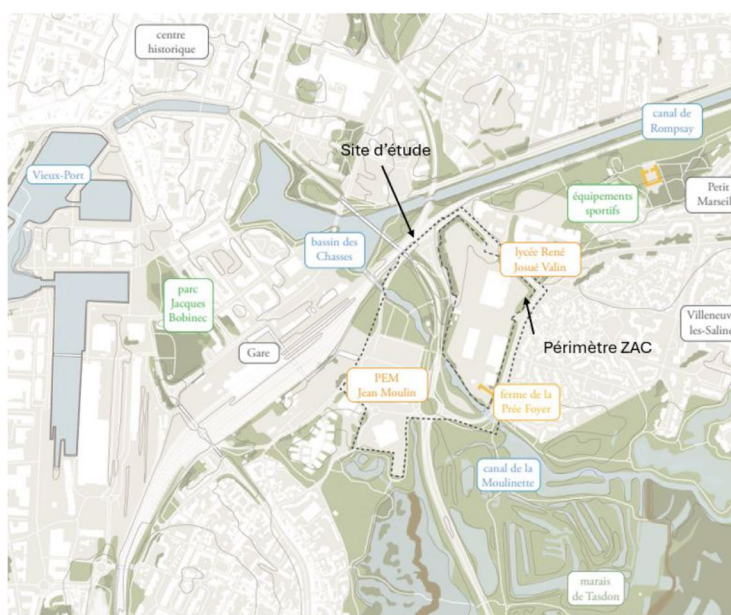 centre
historique
canal de
Rompsay
Site d'étude
Vieux-Port
équipements
sportifs
Petit
Marseil
bassin des
Chasses
lycée René
Josué Valin
parc
Jacques
Bobinec
Villeneuv
les-Saline
Gare
Périmètre ZAC
PEM
Jean Moulin
ferme de la
Prée Foyer
canal de la
Moulinette
marais
de Tasdon